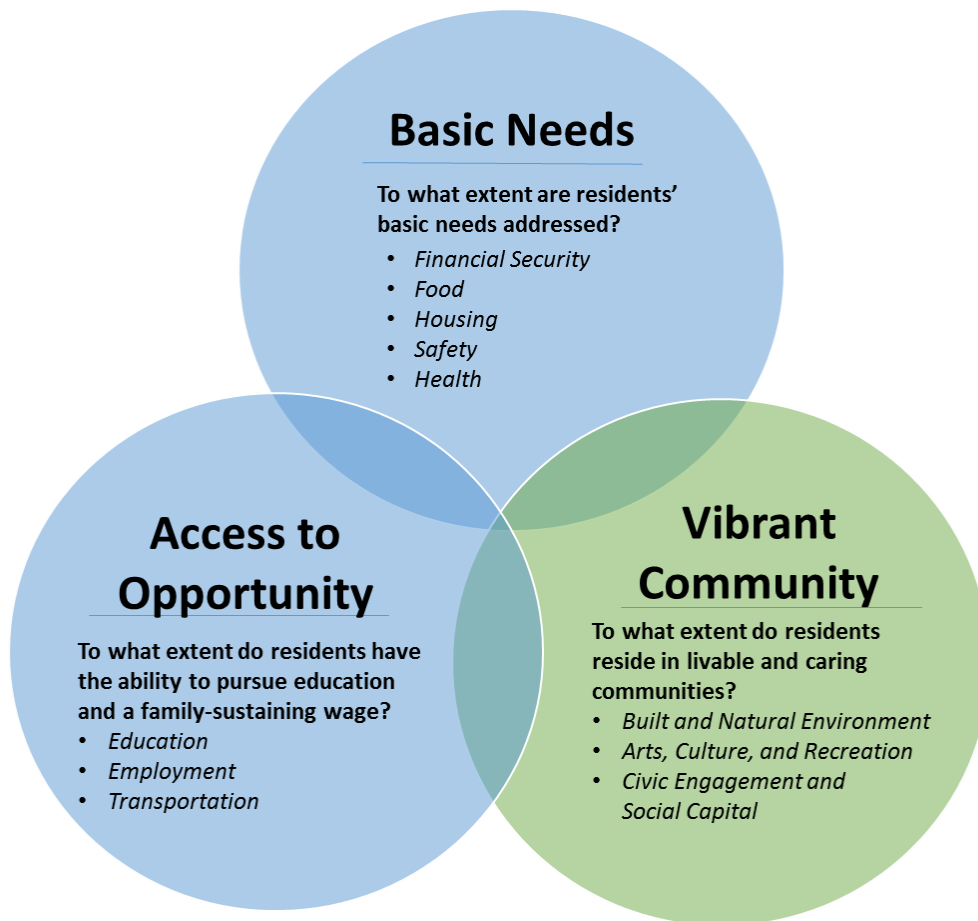 Basic Needs
To what extent are residents’
basic needs addressed?
• Financial Security
• Food
• Housing
• Safety
• Health
Access to
Opportunity
To what extent do residents have
the ability to pursue education
and a family-sustaining wage?
• Education
• Employment
• Transportation
Vibrant
Community
To what extent do residents
reside in livable and caring
communities?
• Built and Natural Environment
• Arts, Culture, and Recreation
• Civic Engagement and
Social Capital